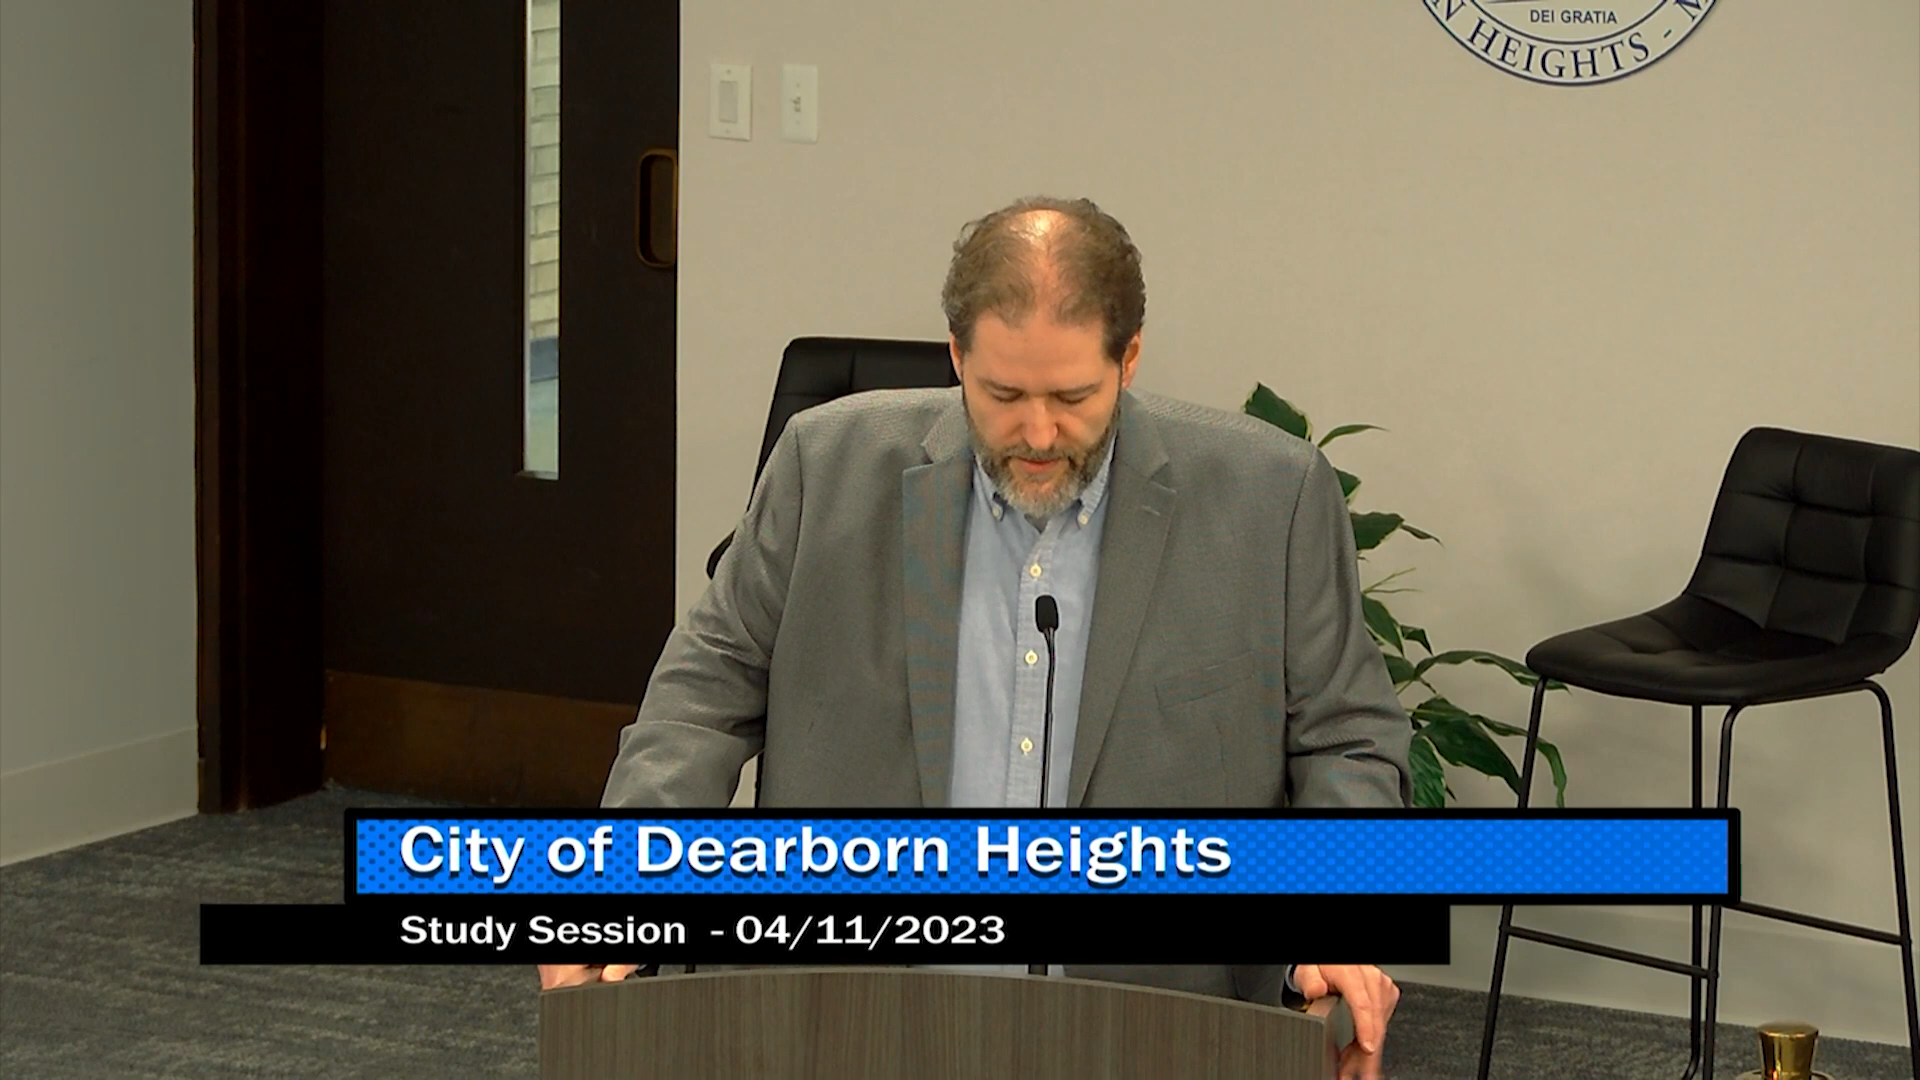 DEI GRATIA
N HEIGHTS - M
City of Dearborn Heights
Study Session - 04/11/2023